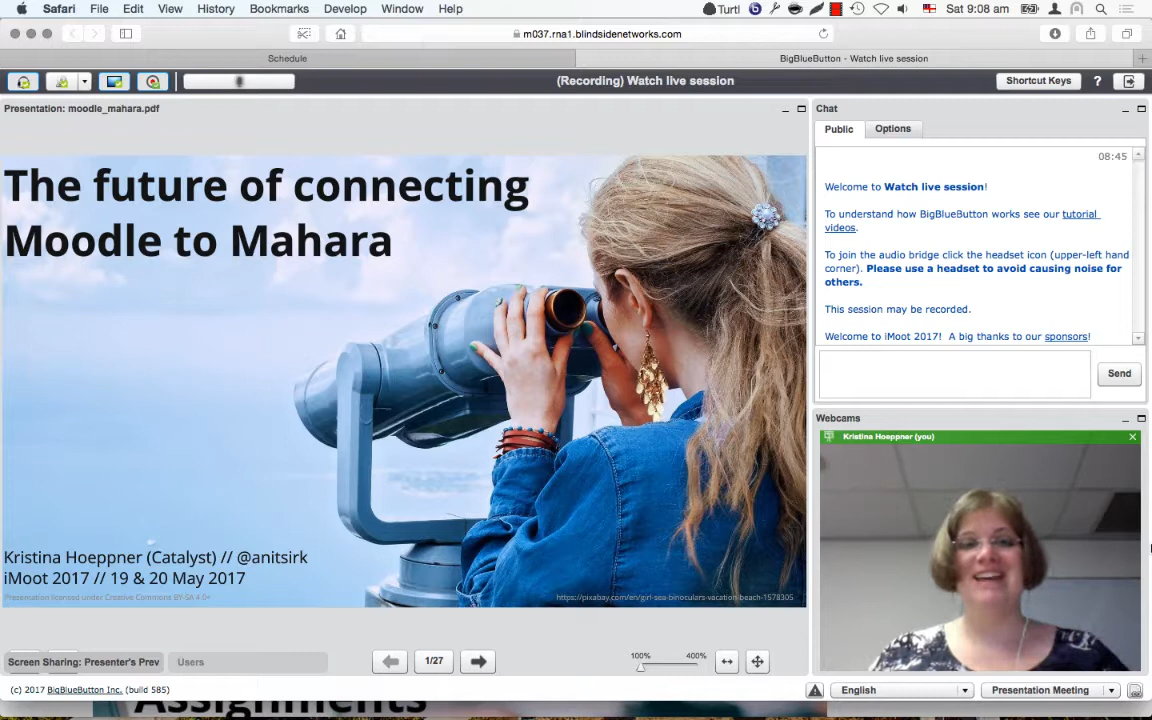 Safari File Edit View History Bookmarks Develop Window Help Turtl Sat 9:08 am
m037.rna1.blindsidenetworks.com
Schedule BigBlueButton - Watch live session
(Recording) Watch live session Shortcut Keys ?
Presentation: moodle_mahara.pdf
The future of connecting
Moodle to Mahara
Kristina Hoeppner (Catalyst) // @anitsirk
iMoot 2017 // 19 & 20 May 2017
Presentation licensed under Creative Commons BY-SA 4.0+
https://pixabay.com/en/girl-sea-binoculars-vacation-beach-1578305
Chat
Public Options
08:45
Welcome to Watch live session!
To understand how BigBlueButton works see our tutorial
videos.
To join the audio bridge click the headset icon (upper-left hand
corner). Please use a headset to avoid causing noise for
others.
This session may be recorded.
Welcome to iMoot 2017! A big thanks to our sponsors!
Send
Webcams
Kristina Hoeppner (you)
Screen Sharing: Presenter's Prev Users 1/27 100% 400%
(c) 2017 BigBlueButton Inc. (build 585) English Presentation Meeting
Assignments